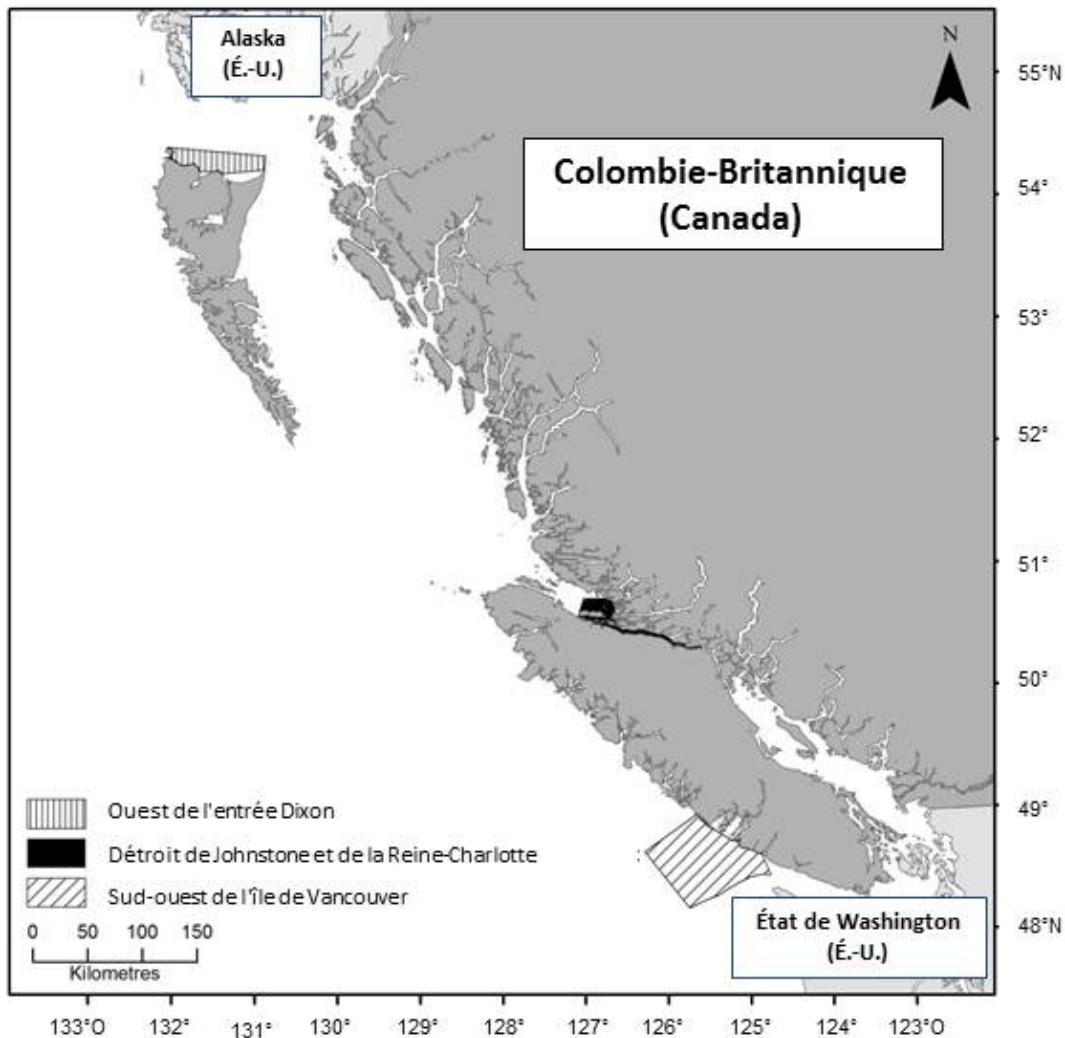 Alaska
(É.-U.)
N
55°N
Colombie-Britannique
(Canada)
54°
53°
52°
51°
50°
49°
48°N
Ouest de l'entrée Dixon
Détroit de Johnstone et de la Reine-Charlotte
Sud-ouest de l'île de Vancouver
0 50 100 150
Kilometres
État de Washington
(É.-U.)
133°O 132° 131° 130° 129° 128° 127° 126° 125° 124° 123°O